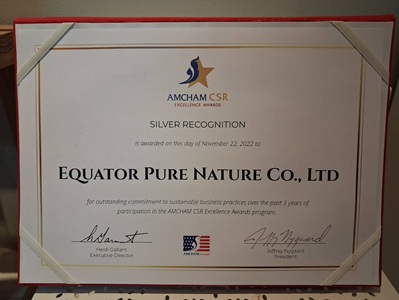 AMCHAM CSR
EXCELLENCE AWARDS
SILVER RECOGNITION
is awarded on this day of November 22, 2022 to
EQUATOR PURE NATURE CO., LTD
for outstanding commitment to sustainable business practices over the past 3 years of
participation in the AMCHAM CSR Excellence Awards program.
Heidi Gallant
Executive Director
AMCHAM
Jeffrey Nygaard
President